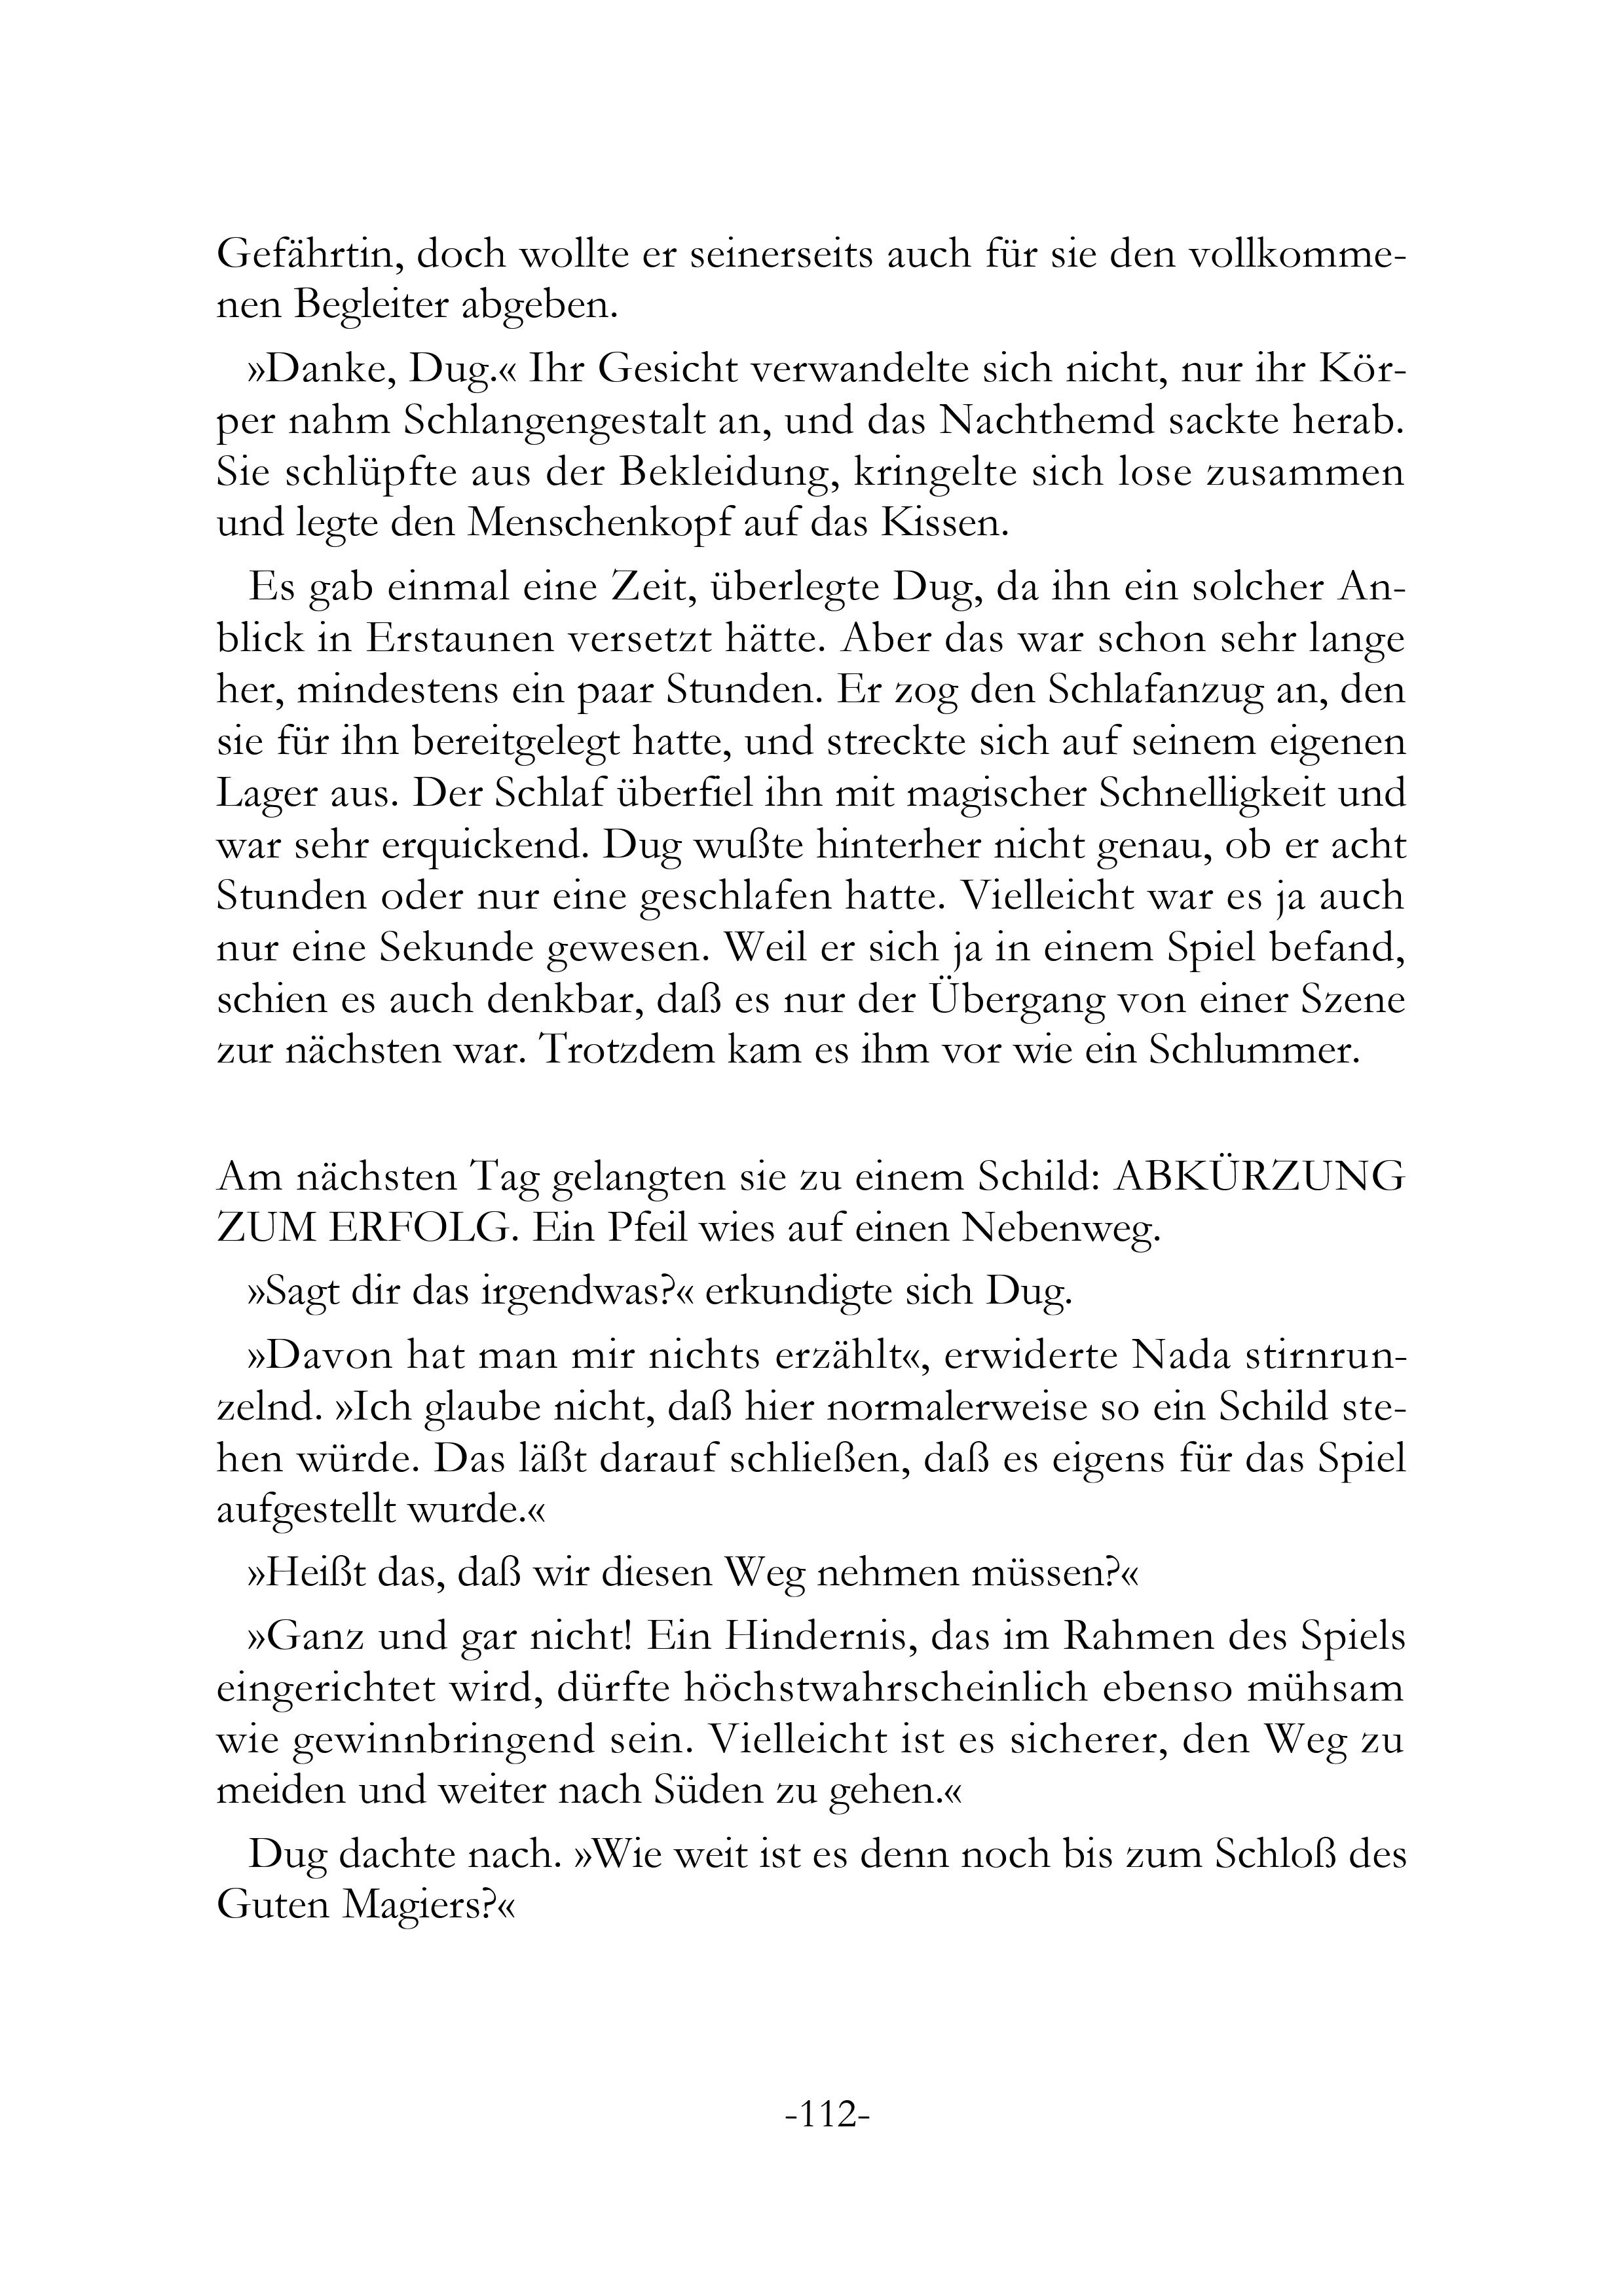 Gefährtin, doch wollte er seinerseits auch für sie den vollkomme-
nen Begleiter abgeben.
»Danke, Dug.« Ihr Gesicht verwandelte sich nicht, nur ihr Kör-
per nahm Schlangengestalt an, und das Nachthemd sackte herab.
Sie schlüpfte aus der Bekleidung, kringelte sich lose zusammen
und legte den Menschenkopf auf das Kissen.
Es gab einmal eine Zeit, überlegte Dug, da ihn ein solcher An-
blick in Erstaunen versetzt hätte. Aber das war schon sehr lange
her, mindestens ein paar Stunden. Er zog den Schlafanzug an, den
sie für ihn bereitgelegt hatte, und streckte sich auf seinem eigenen
Lager aus. Der Schlaf überfiel ihn mit magischer Schnelligkeit und
war sehr erquickend. Dug wußte hinterher nicht genau, ob er acht
Stunden oder nur eine geschlafen hatte. Vielleicht war es ja auch
nur eine Sekunde gewesen. Weil er sich ja in einem Spiel befand,
schien es auch denkbar, daß es nur der Übergang von einer Szene
zur nächsten war. Trotzdem kam es ihm vor wie ein Schlummer.
Am nächsten Tag gelangten sie zu einem Schild: ABKÜRZUNG
ZUM ERFOLG. Ein Pfeil wies auf einen Nebenweg.
»Sagt dir das irgendwas?« erkundigte sich Dug.
»Davon hat man mir nichts erzählt«, erwiderte Nada stirnrun-
zelnd. »Ich glaube nicht, daß hier normalerweise so ein Schild ste-
hen würde. Das läßt darauf schließen, daß es eigens für das Spiel
aufgestellt wurde.«
»Heißt das, daß wir diesen Weg nehmen müssen?«
»Ganz und gar nicht! Ein Hindernis, das im Rahmen des Spiels
eingerichtet wird, dürfte höchstwahrscheinlich ebenso mühsam
wie gewinnbringend sein. Vielleicht ist es sicherer, den Weg zu
meiden und weiter nach Süden zu gehen.«
Dug dachte nach. »Wie weit ist es denn noch bis zum Schloß des
Guten Magiers?«
-112-